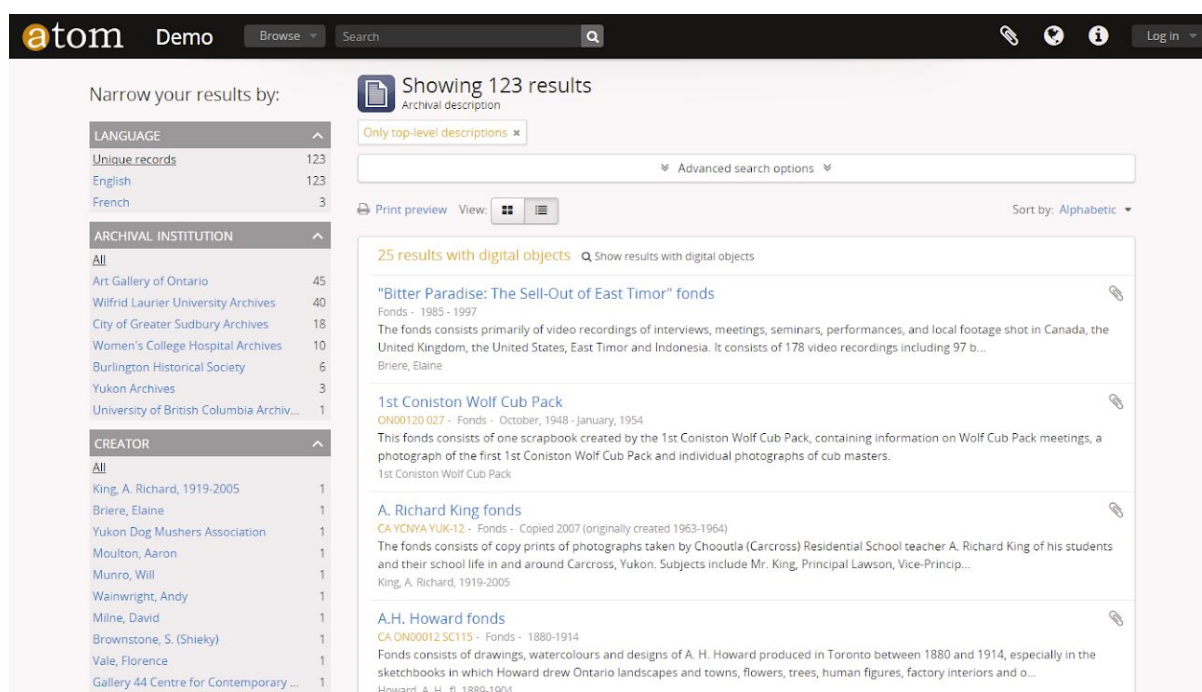 atom Demo Browse Search Log in
Narrow your results by:
LANGUAGE
Unique records 123
English 123
French 3
ARCHIVAL INSTITUTION
All
Art Gallery of Ontario 45
Wilfrid Laurier University Archives 40
City of Greater Sudbury Archives 18
Women's College Hospital Archives 10
Burlington Historical Society 6
Yukon Archives 3
University of British Columbia Archiv... 1
CREATOR
All
King, A. Richard, 1919-2005 1
Briere, Elaine 1
Yukon Dog Mushers Association 1
Moulton, Aaron 1
Munro, Will 1
Wainwright, Andy 1
Milne, David 1
Brownstone, S. (Shieky) 1
Vale, Florence 1
Gallery 44 Centre for Contemporary ... 1
Showing 123 results
Archival description
Only top-level descriptions ×
Advanced search options
Print preview View: Sort by: Alphabetic
25 results with digital objects Show results with digital objects
"Bitter Paradise: The Sell-Out of East Timor" fonds
Fonds - 1985 - 1997
The fonds consists primarily of video recordings of interviews, meetings, seminars, performances, and local footage shot in Canada, the
United Kingdom, the United States, East Timor and Indonesia. It consists of 178 video recordings including 97 b...
Briere, Elaine
1st Coniston Wolf Cub Pack
ON00120 027 - Fonds - October, 1948 - January, 1954
This fonds consists of one scrapbook created by the 1st Coniston Wolf Cub Pack, containing information on Wolf Cub Pack meetings, a
photograph of the first 1st Coniston Wolf Cub Pack and individual photographs of cub masters.
1st Coniston Wolf Cub Pack
A. Richard King fonds
CA YCNYA YUK-12 - Fonds - Copied 2007 (originally created 1963-1964)
The fonds consists of copy prints of photographs taken by Chooutla (Carcross) Residential School teacher A. Richard King of his students
and their school life in and around Carcross, Yukon. Subjects include Mr. King, Principal Lawson, Vice-Princip...
King, A. Richard, 1919-2005
A.H. Howard fonds
CA ON00012 SC115 - Fonds - 1880-1914
Fonds consists of drawings, watercolours and designs of A. H. Howard produced in Toronto between 1880 and 1914, especially in the
sketchbooks in which Howard drew Ontario landscapes and towns, flowers, trees, human figures, factory interiors and o...
Howard, A. H., fl. 1889-1904